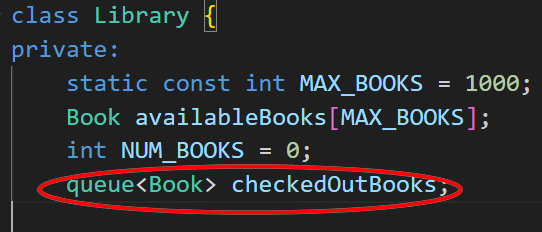 class Library {
private:
    static const int MAX_BOOKS = 1000;
    Book availableBooks[MAX_BOOKS];
    int NUM_BOOKS = 0;
    queue<Book> checkedOutBooks;